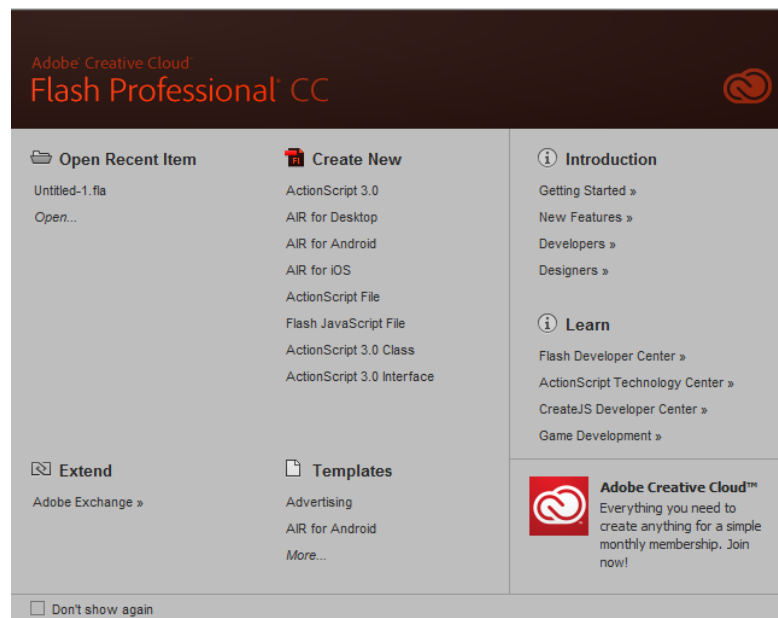 Adobe® Creative Cloud™
Flash Professional® CC
Open Recent Item
Untitled-1.fla
Open...
Create New
ActionScript 3.0
AIR for Desktop
AIR for Android
AIR for iOS
ActionScript File
Flash JavaScript File
ActionScript 3.0 Class
ActionScript 3.0 Interface
Introduction
Getting Started »
New Features »
Developers »
Designers »
Learn
Flash Developer Center »
ActionScript Technology Center »
CreateJS Developer Center »
Game Development »
Extend
Adobe Exchange »
Templates
Advertising
AIR for Android
More...
Adobe Creative Cloud™
Everything you need to
create anything for a simple
monthly membership. Join
now!
Don't show again